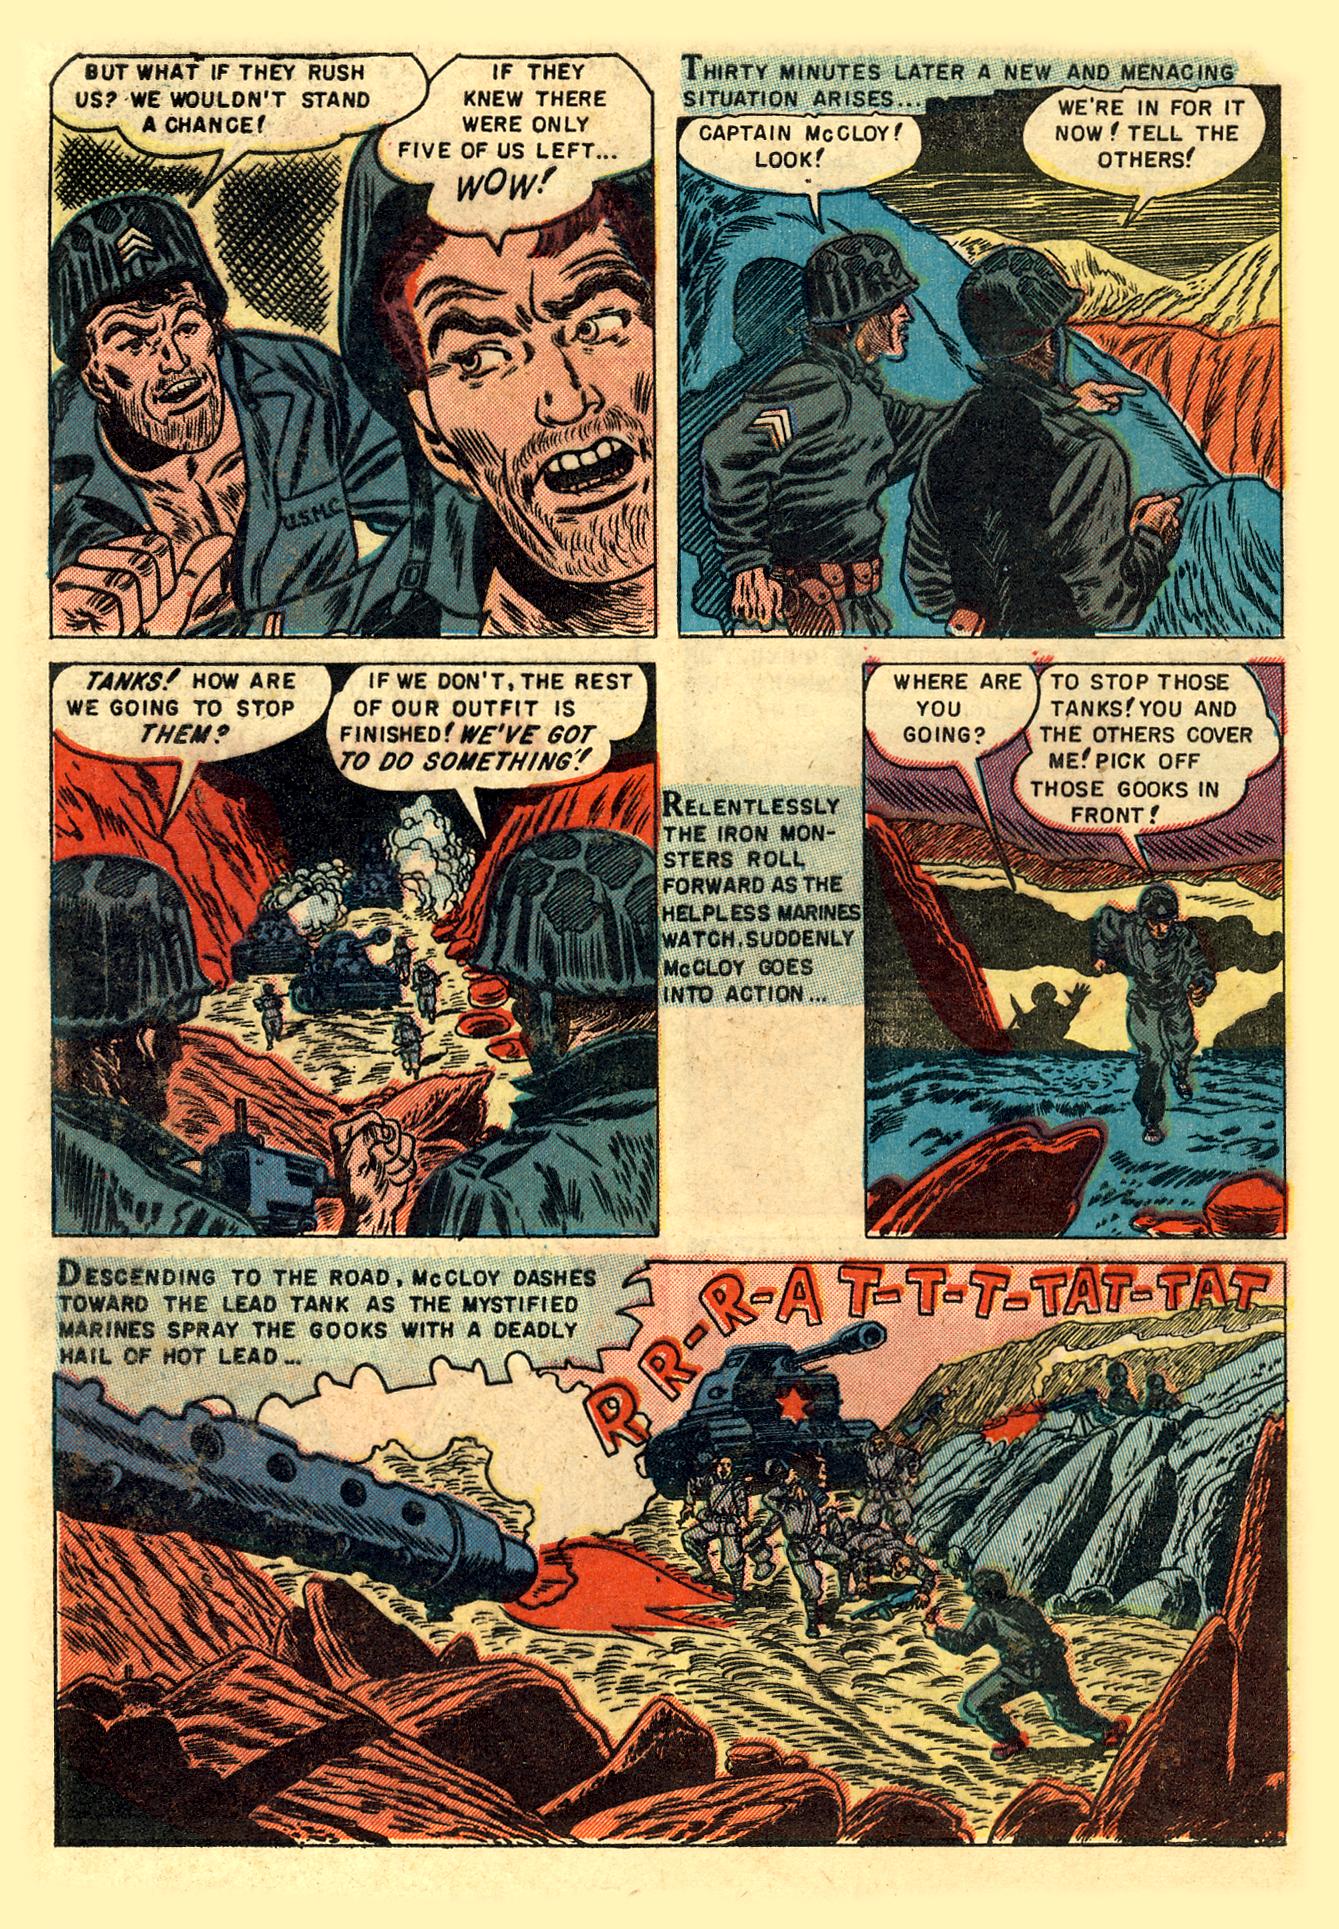 BUT WHAT IF THEY RUSH
US? WE WOULDN'T STAND
A CHANCE!
IF THEY
KNEW THERE
WERE ONLY
FIVE OF US LEFT...
WOW!
U.S.M.C.
THIRTY MINUTES LATER A NEW AND MENACING
SITUATION ARISES...
CAPTAIN McCLOY!
LOOK!
WE'RE IN FOR IT
NOW! TELL THE
OTHERS!
TANKS! HOW ARE
WE GOING TO STOP
THEM?
IF WE DON'T, THE REST
OF OUR OUTFIT IS
FINISHED! WE'VE GOT
TO DO SOMETHING!
RELENTLESSLY
THE IRON MON-
STERS ROLL
FORWARD AS THE
HELPLESS MARINES
WATCH. SUDDENLY
McCLOY GOES
INTO ACTION...
WHERE ARE
YOU
GOING?
TO STOP THOSE
TANKS! YOU AND
THE OTHERS COVER
ME! PICK OFF
THOSE GOOKS IN
FRONT!
DESCENDING TO THE ROAD, McCLOY DASHES
TOWARD THE LEAD TANK AS THE MYSTIFIED
MARINES SPRAY THE GOOKS WITH A DEADLY
HAIL OF HOT LEAD...
R-R-R-A T-T-T-T-TAT-TAT